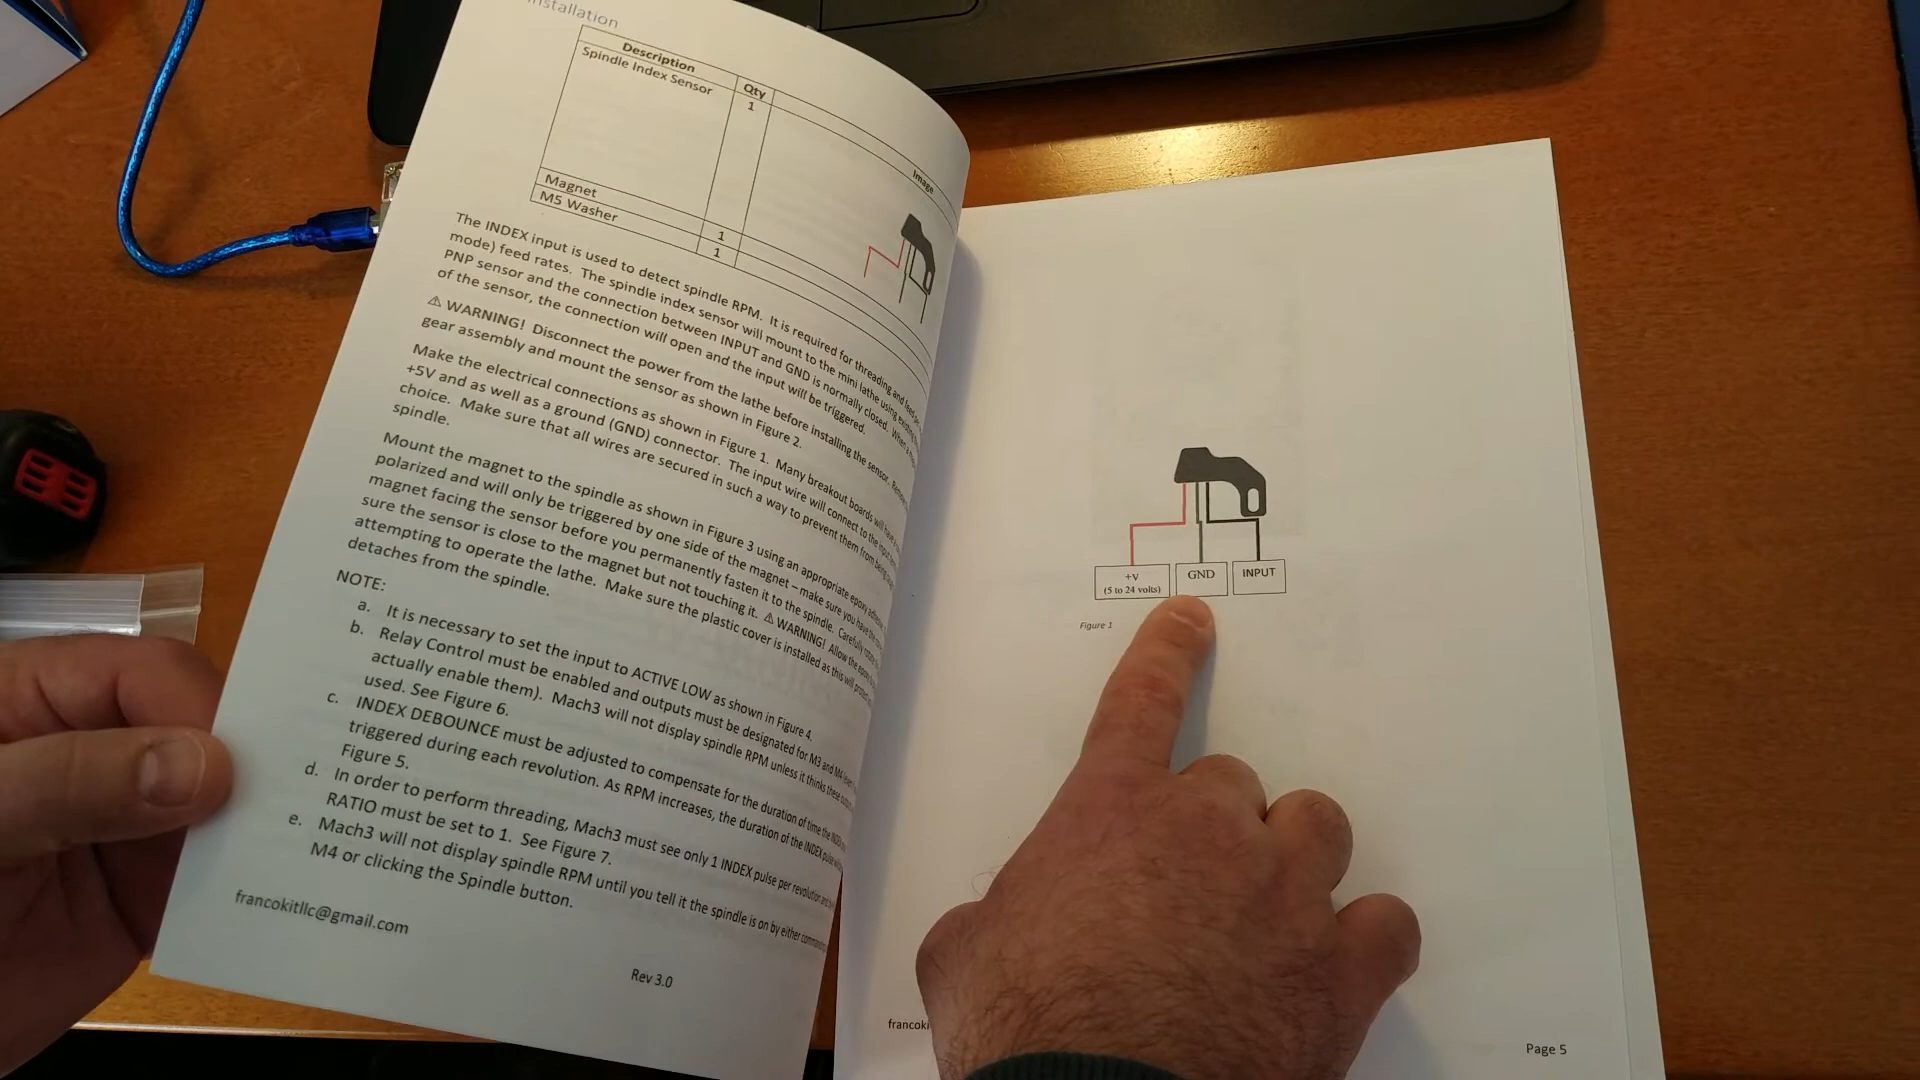 Installation
Description Qty Image
Spindle Index Sensor 1
Magnet 1
M5 Washer 1
The INDEX input is used to detect spindle RPM. It is required for threading and feed
mode) feed rates. The spindle index sensor will mount to the mini lathe using existing
PNP sensor and the connection between INPUT and GND is normally closed. When a
of the sensor, the connection will open and the input will be triggered.
⚠ WARNING! Disconnect the power from the lathe before installing the sensor. Remove
gear assembly and mount the sensor as shown in Figure 2.
Make the electrical connections as shown in Figure 1. Many breakout boards will have
+5V and as well as a ground (GND) connector. The input wire will connect to the input
choice. Make sure that all wires are secured in such a way to prevent them from being
spindle.
Mount the magnet to the spindle as shown in Figure 3 using an appropriate epoxy
polarized and will only be triggered by one side of the magnet – make sure you have the
magnet facing the sensor before you permanently fasten it to the spindle. Carefully rotate
sure the sensor is close to the magnet but not touching it. ⚠ WARNING! Allow the epoxy
attempting to operate the lathe. Make sure the plastic cover is installed as this will
detaches from the spindle.
NOTE:
a. It is necessary to set the input to ACTIVE LOW as shown in Figure 4.
b. Relay Control must be enabled and outputs must be designated for M3 and M4
actually enable them). Mach3 will not display spindle RPM unless it thinks these
used. See Figure 6.
c. INDEX DEBOUNCE must be adjusted to compensate for the duration of time the INDEX
triggered during each revolution. As RPM increases, the duration of the INDEX pulse
Figure 5.
d. In order to perform threading, Mach3 must see only 1 INDEX pulse per revolution
RATIO must be set to 1. See Figure 7.
e. Mach3 will not display spindle RPM until you tell it the spindle is on by either
M4 or clicking the Spindle button.
francokitllc@gmail.com
Rev 3.0
+V
(5 to 24 volts)
GND
INPUT
Figure 1
francoki
Page 5